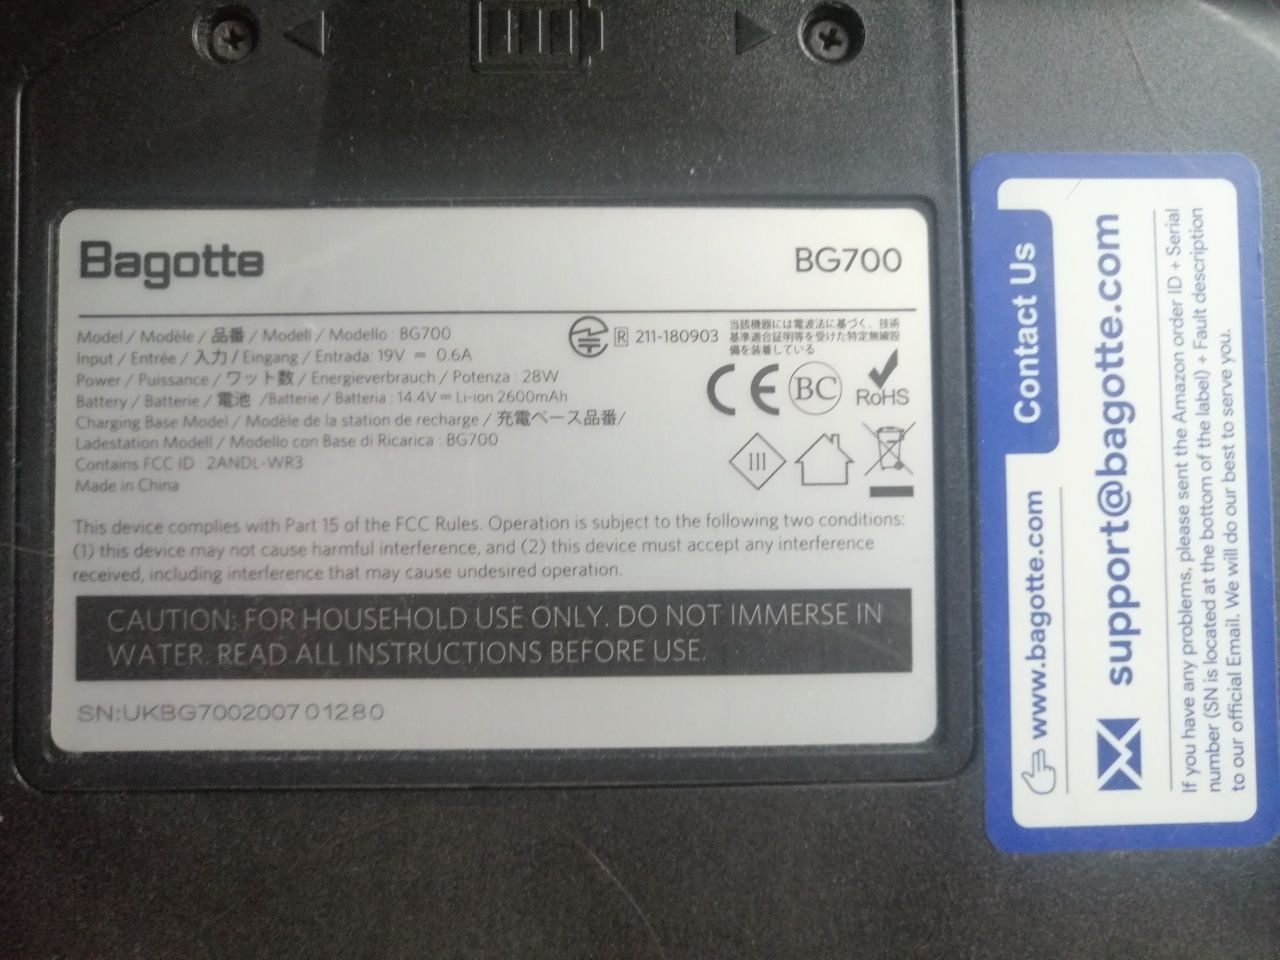 Bagotte
BG700
Model / Modèle / 品番 / Modell / Modello : BG700
Input / Entrée / 入力 / Eingang / Entrada: 19V ⎓ 0.6A
Power / Puissance / ワット数 / Energieverbrauch / Potenza : 28W
Battery / Batterie / 電池 /Batterie / Batteria : 14.4V⎓ Li-ion 2600mAh
Charging Base Model / Modèle de la station de recharge / 充電ベース品番/
Ladestation Modell / Modello con Base di Ricarica : BG700
Contains FCC ID : 2ANDL-WR3
Made in China
R 211-180903
当該機器には電波法に基づく、技術
基準適合証明等を受けた特定無線設
備を装着している
CE
BC
RoHS
III
This device complies with Part 15 of the FCC Rules. Operation is subject to the following two conditions:
(1) this device may not cause harmful interference, and (2) this device must accept any interference
received, including interference that may cause undesired operation.
CAUTION: FOR HOUSEHOLD USE ONLY. DO NOT IMMERSE IN
WATER. READ ALL INSTRUCTIONS BEFORE USE.
SN:UKBG7002007 01280
Contact Us
www.bagotte.com
support@bagotte.com
If you have any problems, please sent the Amazon order ID + Serial
number (SN is located at the bottom of the label) + Fault description
to our official Email. We will do our best to serve you.